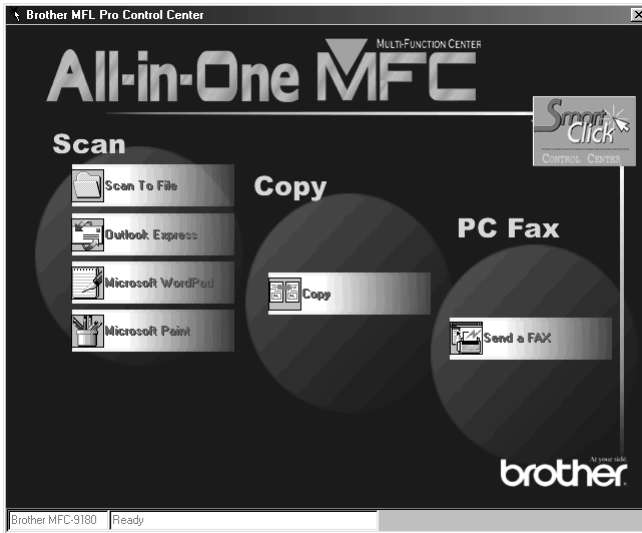 Brother MFL Pro Control Center
All-in-One MFC
MULTI-FUNCTION CENTER
Smart
Click
CONTROL CENTER
Scan
Scan To File
Outlook Express
Microsoft WordPad
Microsoft Paint
Copy
Copy
PC Fax
Send a FAX
At your side.
brother
Brother MFC-9180
Ready